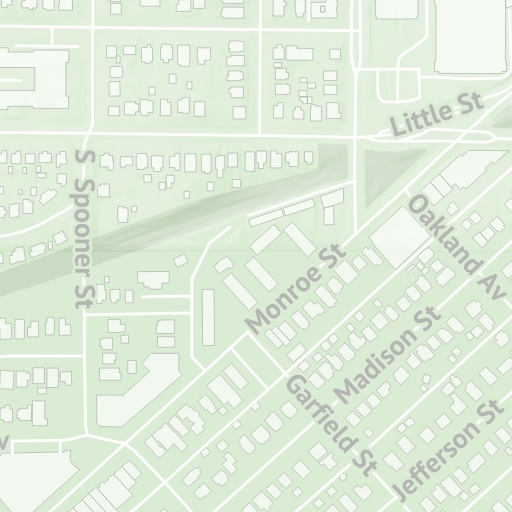 Little St
S Spooner St
Oakland Av
Monroe St
Madison St
Garfield St
Jefferson St